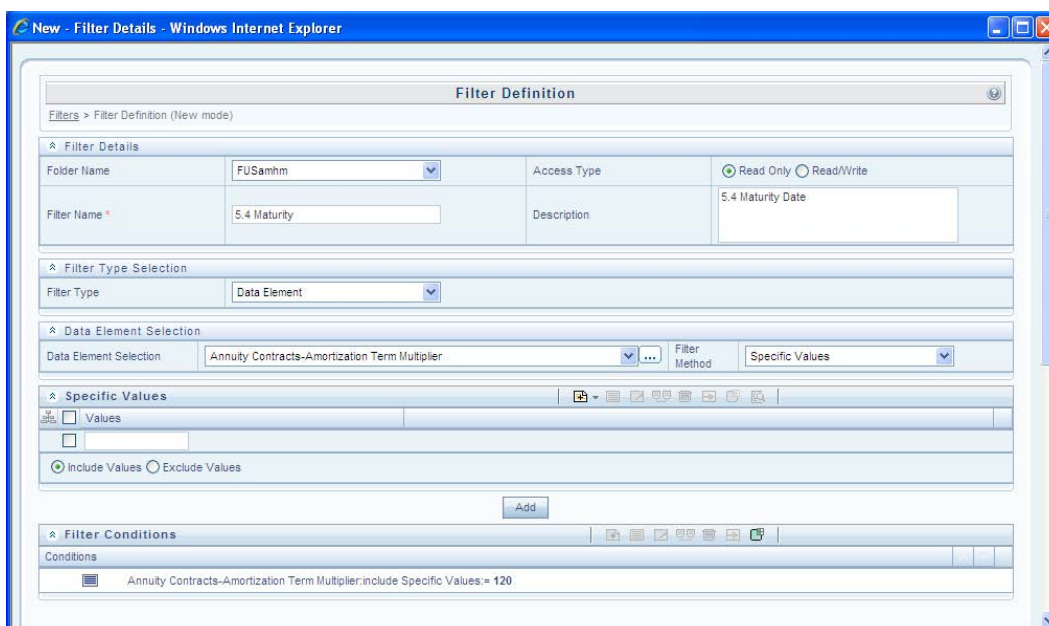 New - Filter Details - Windows Internet Explorer
Filter Definition
Filters > Filter Definition (New mode)
Filter Details
Folder Name FUSamhm Access Type Read Only Read/Write
Filter Name * 5.4 Maturity Description 5.4 Maturity Date
Filter Type Selection
Filter Type Data Element
Data Element Selection
Data Element Selection Annuity Contracts-Amortization Term Multiplier ... Filter Method Specific Values
Specific Values
Values
Include Values Exclude Values
Add
Filter Conditions
Conditions
Annuity Contracts-Amortization Term Multiplier:include Specific Values:= 120